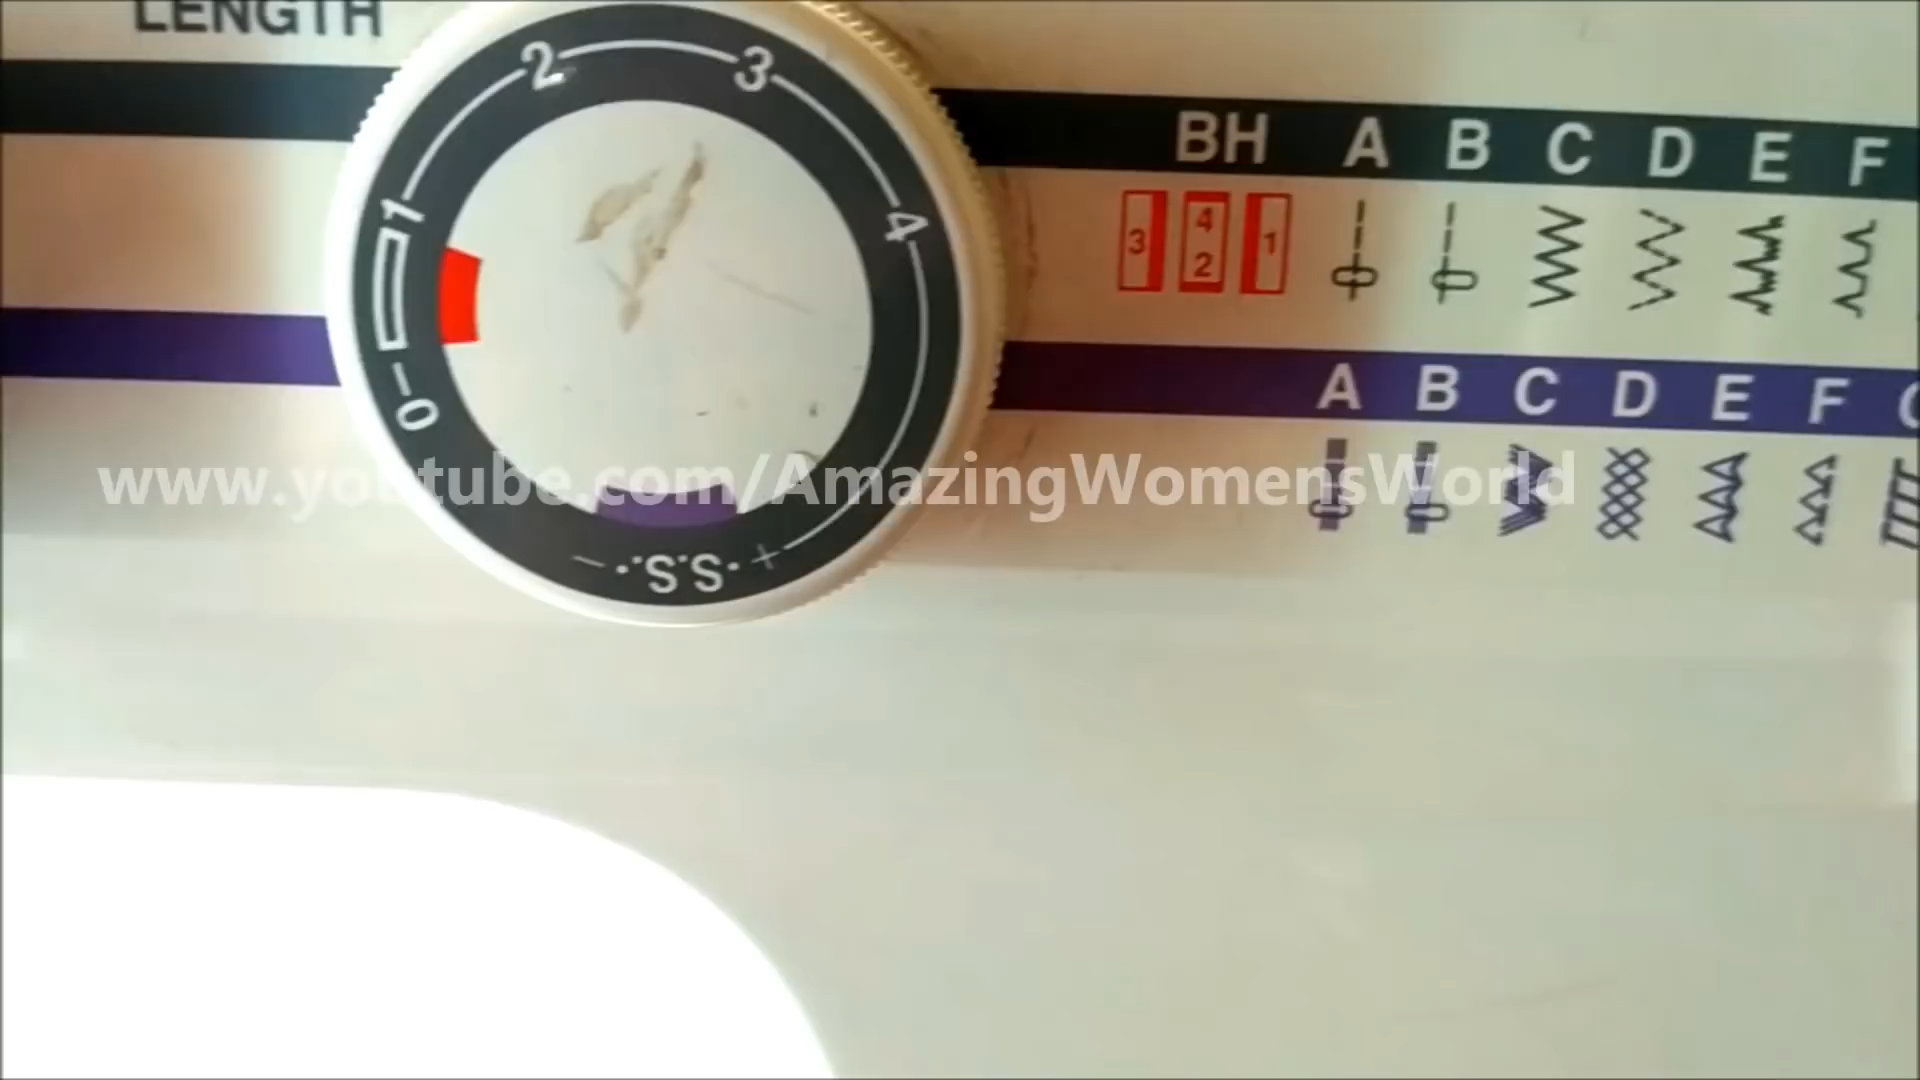 LENGTH
0 1 2 3 4
+ S.S. -
BH A B C D E F
3 4 2 1
A B C D E F
www.youtube.com/AmazingWomensWorld